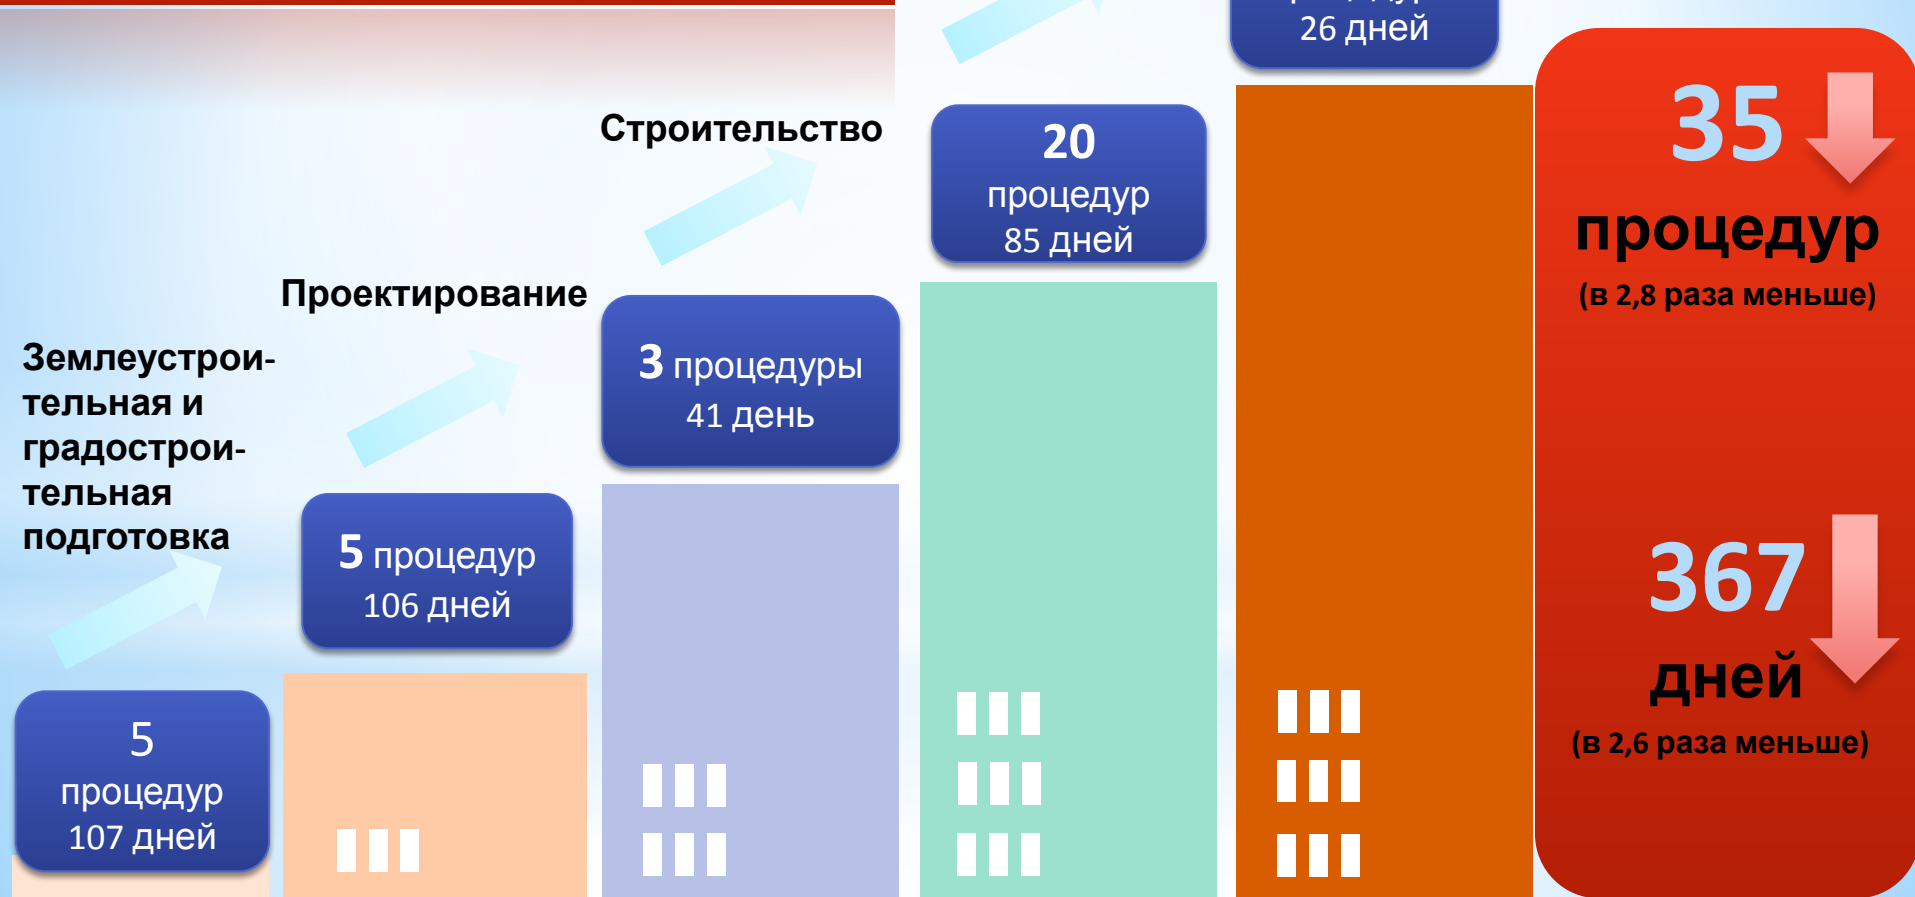 26 дней
Строительство
20
процедур
85 дней
Проектирование
3 процедуры
41 день
Землеустрои-
тельная и
градострои-
тельная
подготовка
5 процедур
106 дней
5
процедур
107 дней
35
процедур
(в 2,8 раза меньше)
367
дней
(в 2,6 раза меньше)